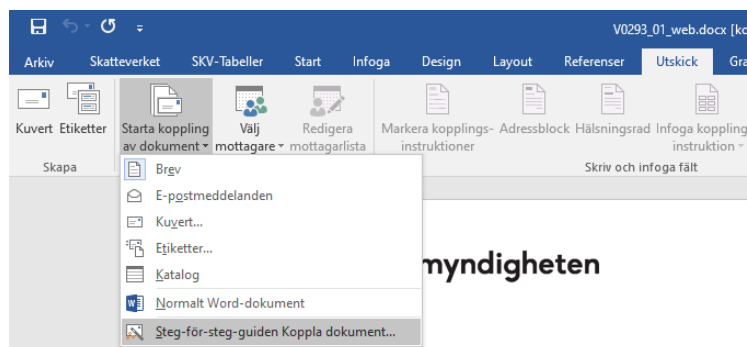 V0293_01_web.docx [ko
Arkiv Skatteverket SKV-Tabeller Start Infoga Design Layout Referenser Utskick Gra
Kuvert Etiketter Starta koppling av dokument Välj mottagare Redigera mottagarlista Markera kopplings- instruktioner Adressblock Hälsningsrad Infoga kopplings instruktion
Skapa Skriv och infoga fält
Brev
E-postmeddelanden
Kuvert...
Etiketter...
Katalog
myndigheten
Normalt Word-dokument
Steg-för-steg-guiden Koppla dokument...